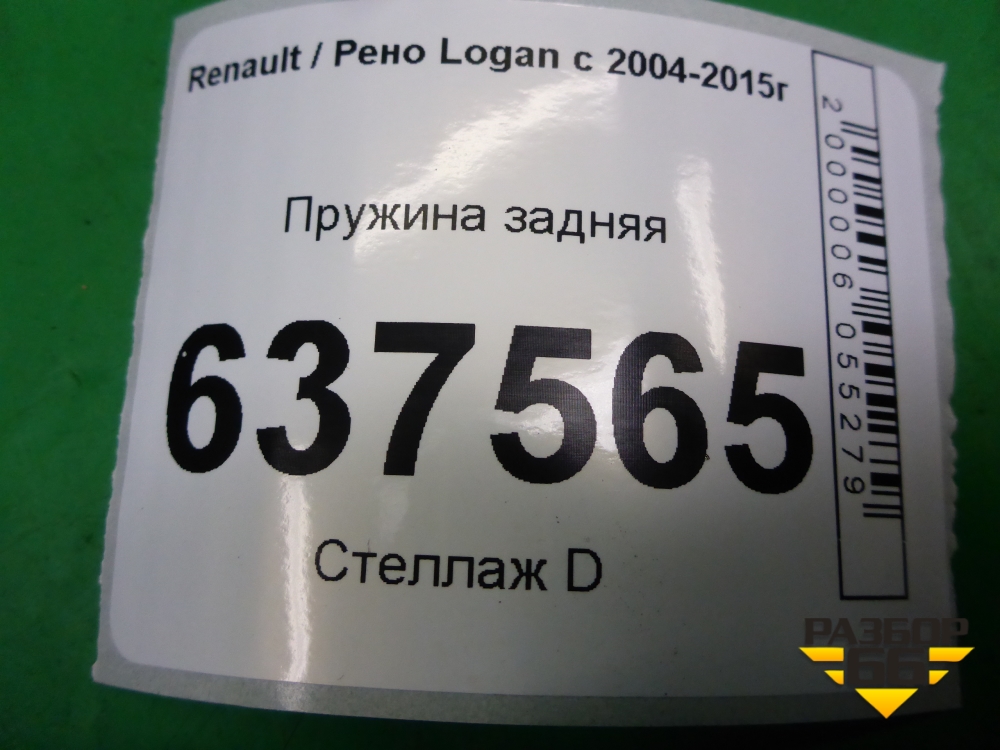 Renault / Рено Logan с 2004-2015г
Пружина задняя
637565
Стеллаж D
2000006055279
РАЗБОР
66